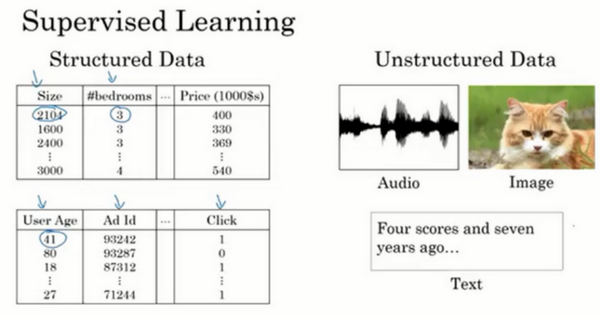 Supervised Learning
Structured Data
Size #bedrooms ... Price (1000$s)
2104 3 400
1600 3 330
2400 3 369
⋮ ⋮ ⋮
3000 4 540
User Age Ad Id ... Click
41 93242 1
80 93287 0
18 87312 1
⋮ ⋮ ⋮
27 71244 1
Unstructured Data
Audio
Image
Four scores and seven
years ago...
Text